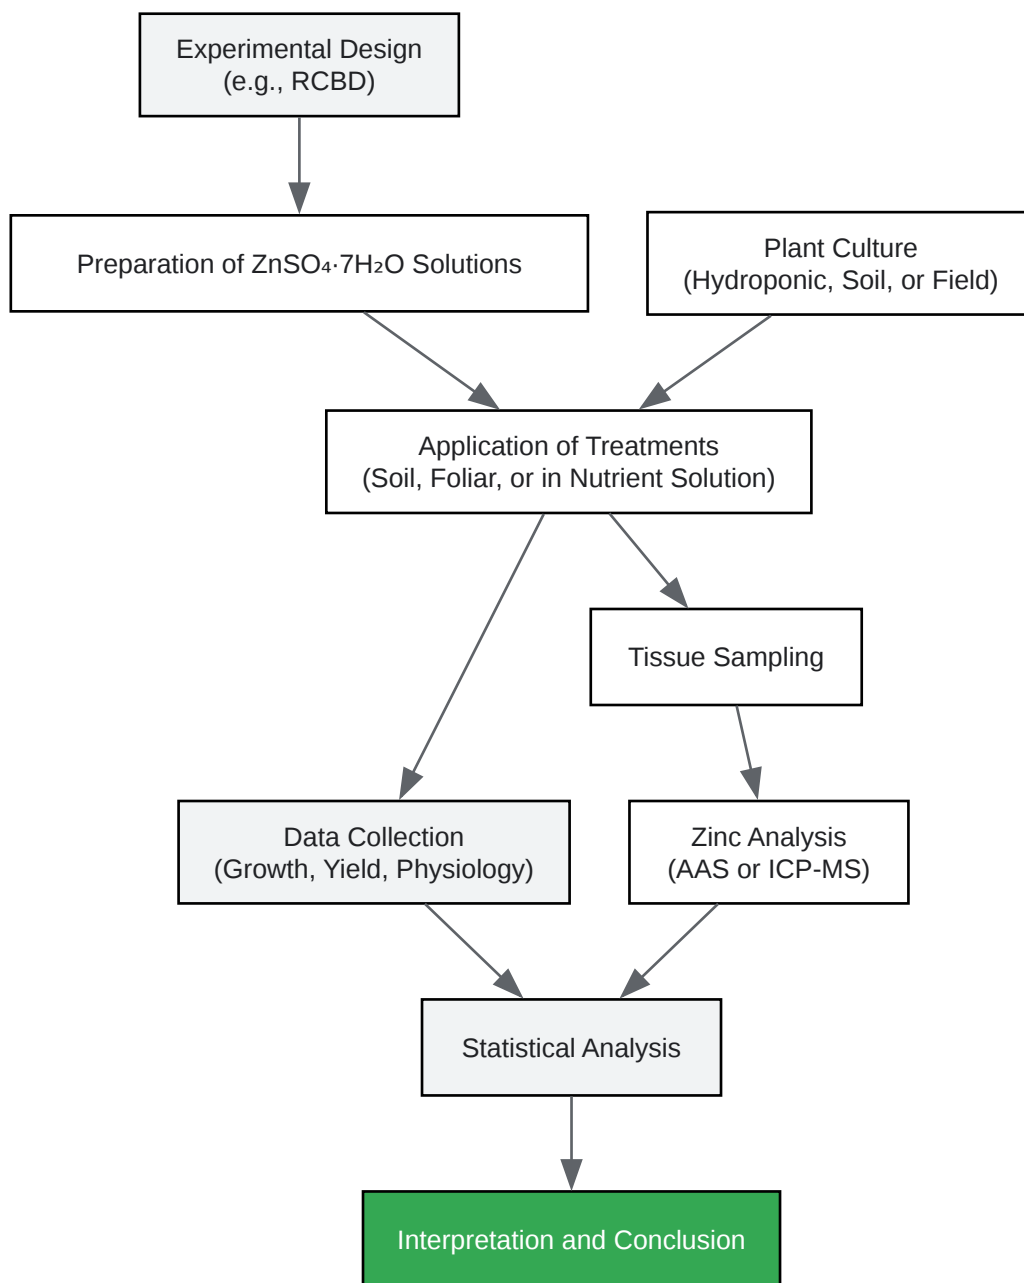 Experimental Design
(e.g., RCBD)
Preparation of ZnSO₄·7H₂O Solutions
Plant Culture
(Hydroponic, Soil, or Field)
Application of Treatments
(Soil, Foliar, or in Nutrient Solution)
Tissue Sampling
Data Collection
(Growth, Yield, Physiology)
Zinc Analysis
(AAS or ICP-MS)
Statistical Analysis
Interpretation and Conclusion